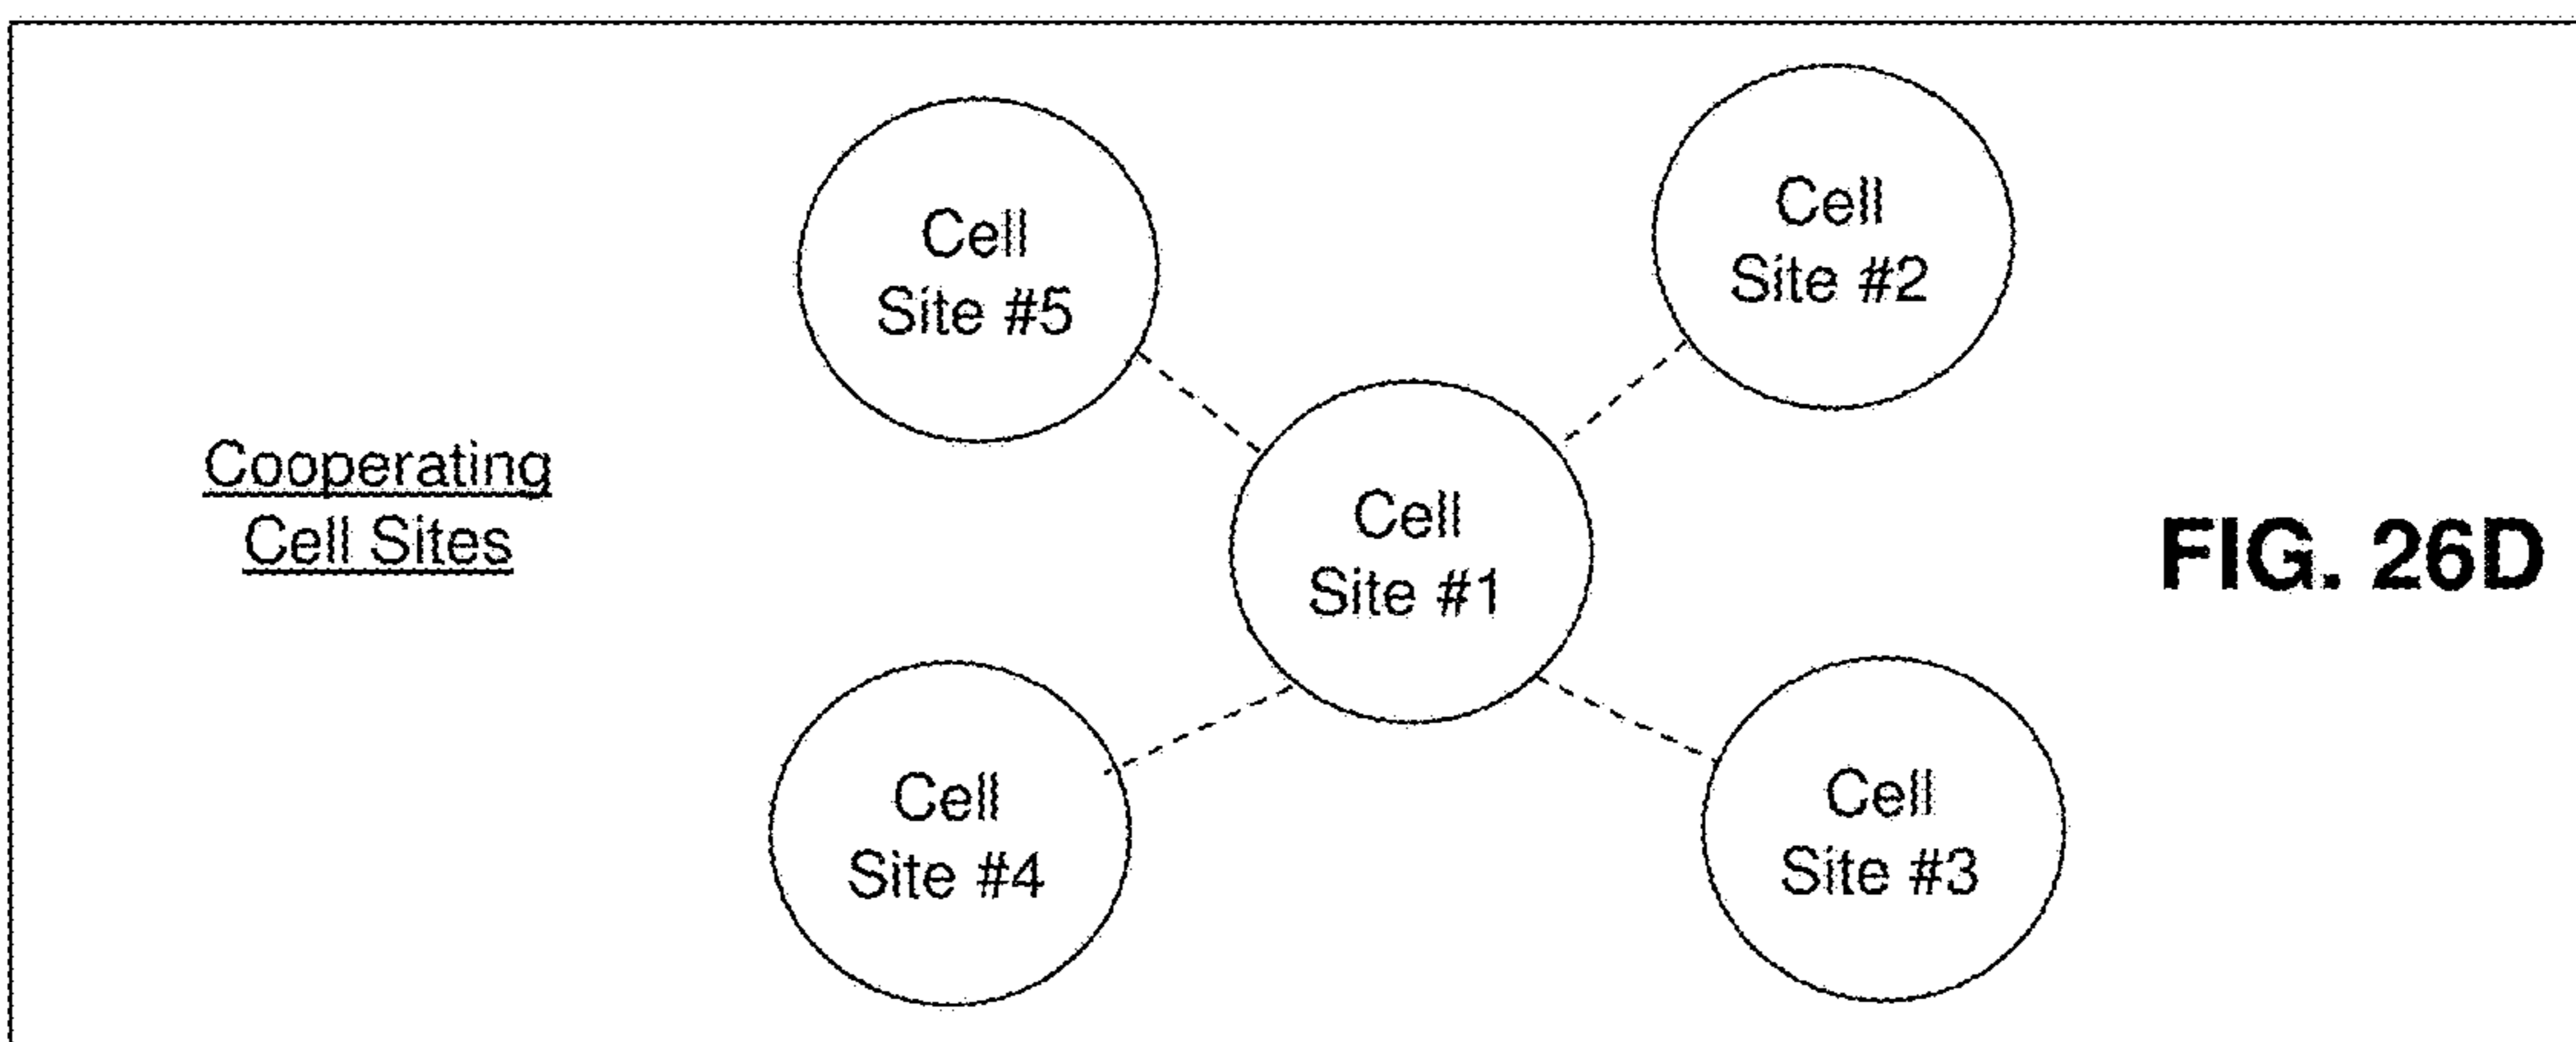 Cell
Site #5
Cell
Site #2
Cooperating
Cell Sites
Cell
Site #1
FIG. 26D
Cell
Site #4
Cell
Site #3